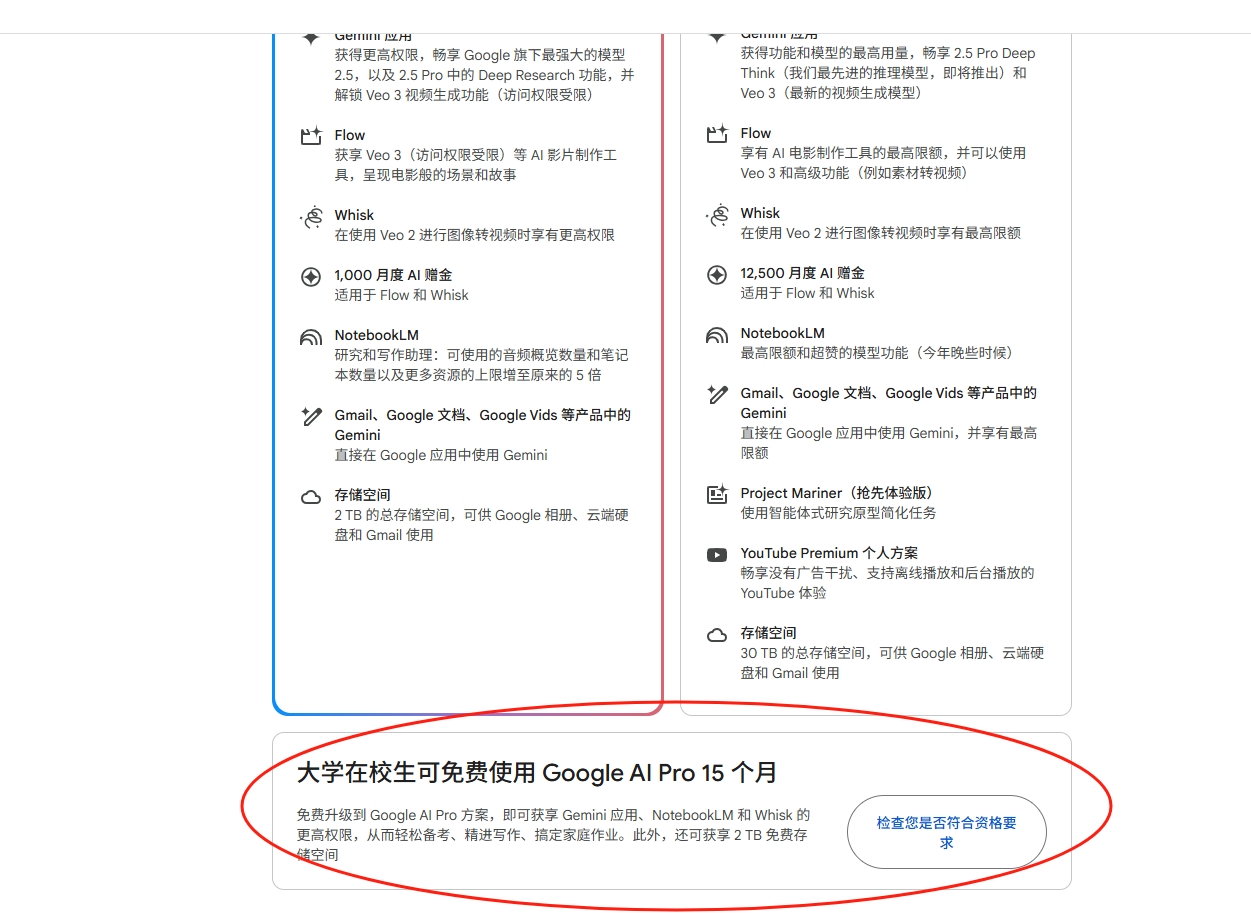 Gemini 应用
获得更高权限，畅享 Google 旗下最强大的模型
2.5，以及 2.5 Pro 中的 Deep Research 功能，并
解锁 Veo 3 视频生成功能（访问权限受限）
Flow
获享 Veo 3（访问权限受限）等 AI 影片制作工
具，呈现电影般的场景和故事
Whisk
在使用 Veo 2 进行图像转视频时享有更高权限
1,000 月度 AI 赠金
适用于 Flow 和 Whisk
NotebookLM
研究和写作助理：可使用的音频概览数量和笔记
本数量以及更多资源的上限增至原来的 5 倍
Gmail、Google 文档、Google Vids 等产品中的
Gemini
直接在 Google 应用中使用 Gemini
存储空间
2 TB 的总存储空间，可供 Google 相册、云端硬
盘和 Gmail 使用
Gemini 应用
获得功能和模型的最高用量，畅享 2.5 Pro Deep
Think（我们最先进的推理模型，即将推出）和
Veo 3（最新的视频生成模型）
Flow
享有 AI 电影制作工具的最高限额，并可以使用
Veo 3 和高级功能（例如素材转视频）
Whisk
在使用 Veo 2 进行图像转视频时享有最高限额
12,500 月度 AI 赠金
适用于 Flow 和 Whisk
NotebookLM
最高限额和超赞的模型功能（今年晚些时候）
Gmail、Google 文档、Google Vids 等产品中的
Gemini
直接在 Google 应用中使用 Gemini，并享有最高
限额
Project Mariner（抢先体验版）
使用智能体式研究原型简化任务
YouTube Premium 个人方案
畅享没有广告干扰、支持离线播放和后台播放的
YouTube 体验
存储空间
30 TB 的总存储空间，可供 Google 相册、云端硬
盘和 Gmail 使用
大学在校生可免费使用 Google AI Pro 15 个月
免费升级到 Google AI Pro 方案，即可获享 Gemini 应用、NotebookLM 和 Whisk 的
更高权限，从而轻松备考、精进写作、搞定家庭作业。此外，还可获享 2 TB 免费存
储空间
检查您是否符合资格要
求